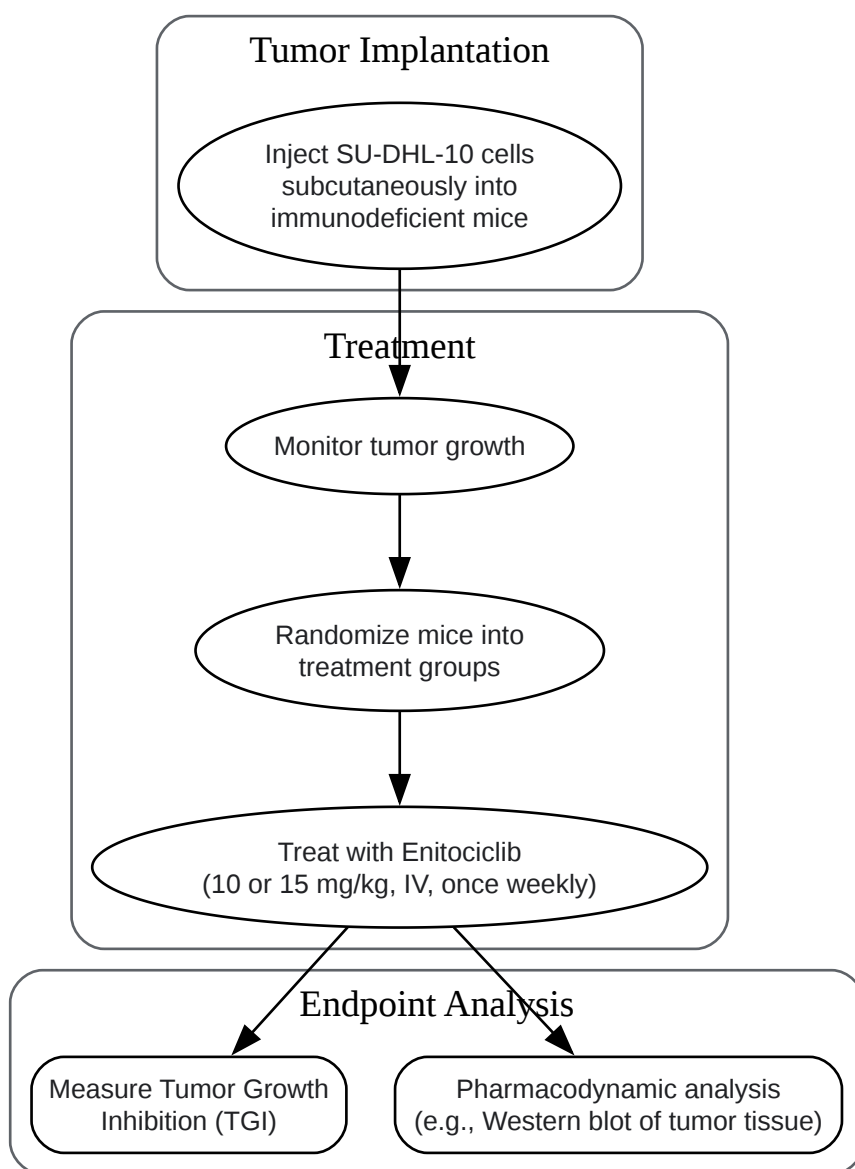 Tumor Implantation
Inject SU-DHL-10 cells
subcutaneously into
immunodeficient mice
Treatment
Monitor tumor growth
Randomize mice into
treatment groups
Treat with Enitociclib
(10 or 15 mg/kg, IV, once weekly)
Endpoint Analysis
Measure Tumor Growth
Inhibition (TGI)
Pharmacodynamic analysis
(e.g., Western blot of tumor tissue)